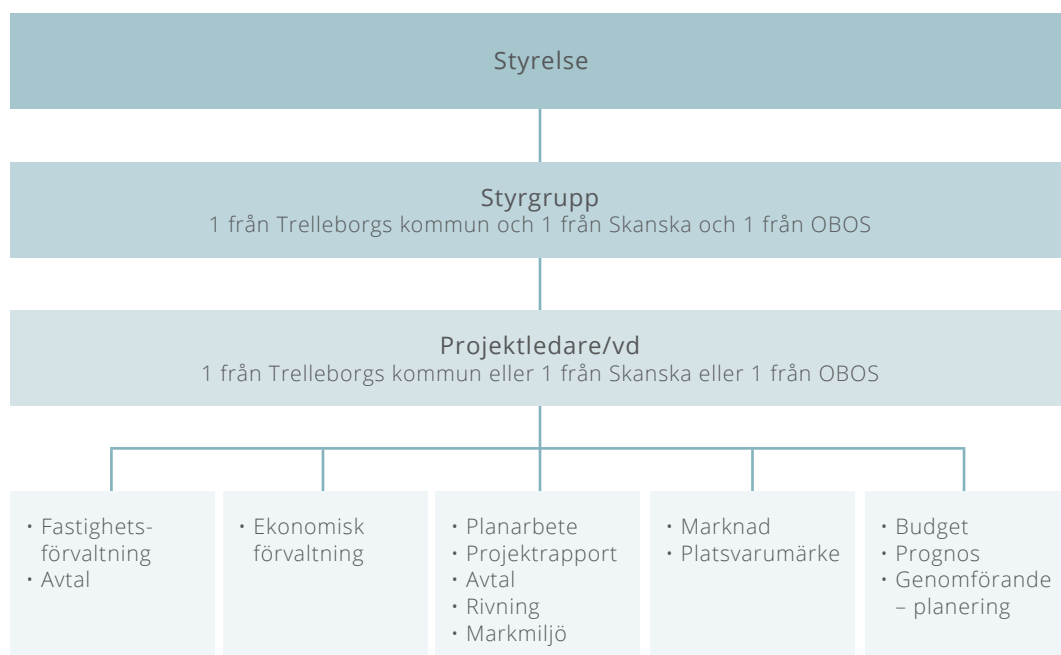 Styrelse
Styrgrupp
1 från Trelleborgs kommun och 1 från Skanska och 1 från OBOS
Projektledare/vd
1 från Trelleborgs kommun eller 1 från Skanska eller 1 från OBOS
• Fastighets-
förvaltning
• Avtal
• Ekonomisk
förvaltning
• Planarbete
• Projektrapport
• Avtal
• Rivning
• Markmiljö
• Marknad
• Platsvarumärke
• Budget
• Prognos
• Genomförande
– planering